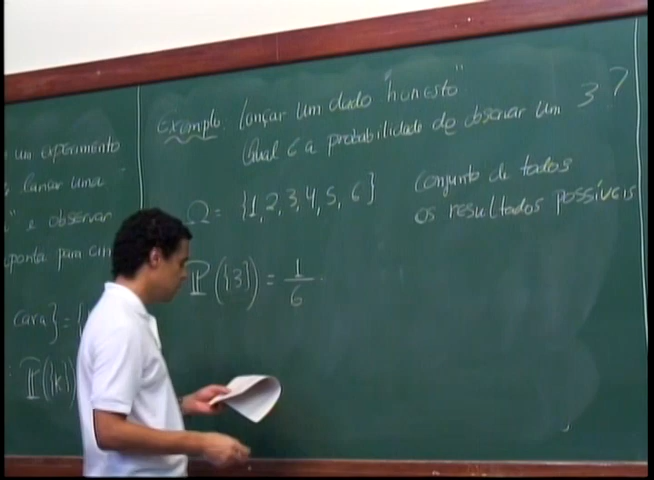 um experimento
lançar uma
e observar
aponta para cima
cara} = {
P({k})
Exemplo: Lançar um dado "honesto"
Qual é a probabilidade de observar um 3?
Ω = {1, 2, 3, 4, 5, 6}
conjunto de todos
os resultados possíveis
P({3}) = 1/6